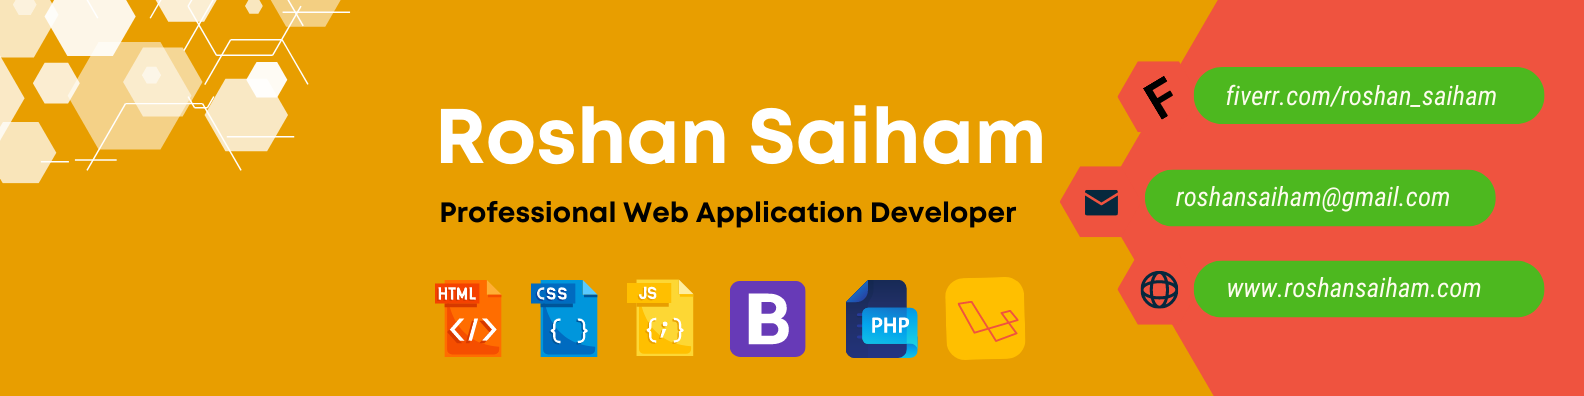 Roshan Saiham
Professional Web Application Developer
HTML
</>
CSS
{ }
JS
{;}
B
PHP
F
fiverr.com/roshan_saiham
roshansaiham@gmail.com
www.roshansaiham.com